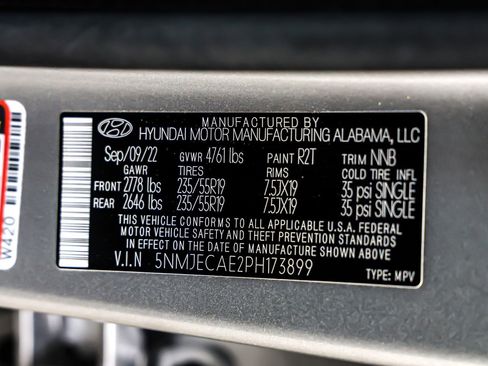 MANUFACTURED BY
HYUNDAI MOTOR MANUFACTURING ALABAMA, LLC
Sep/09/22 GVWR 4761 lbs PAINT R2T TRIM NNB
GAWR TIRES RIMS COLD TIRE INFL
FRONT 2778 lbs 235/55R19 7.5JX19 35 psi SINGLE
REAR 2646 lbs 235/55R19 7.5JX19 35 psi SINGLE
THIS VEHICLE CONFORMS TO ALL APPLICABLE U.S.A. FEDERAL
MOTOR VEHICLE SAFETY AND THEFT PREVENTION STANDARDS
IN EFFECT ON THE DATE OF MANUFACTURE SHOWN ABOVE
V.I.N 5NMJECAE2PH173899
TYPE: MPV
W420